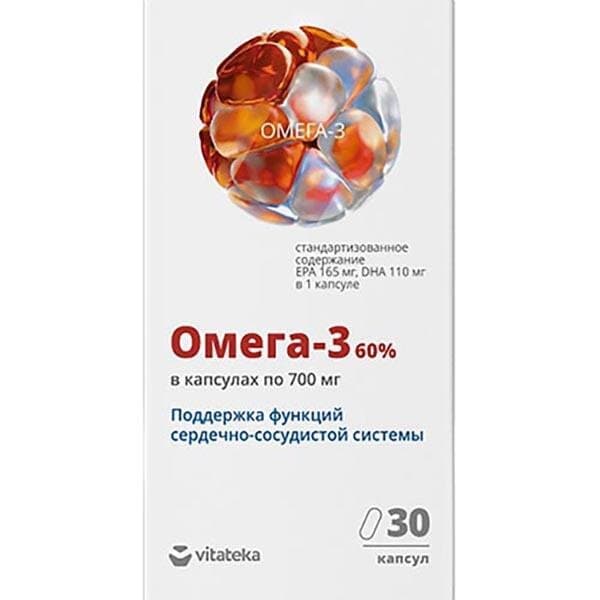 ОМЕГА-3
стандартизованное
содержание
EPA 165 мг, DHA 110 мг
в 1 капсуле
Омега-3 60%
в капсулах по 700 мг
Поддержка функций
сердечно-сосудистой системы
30
капсул
vitateka